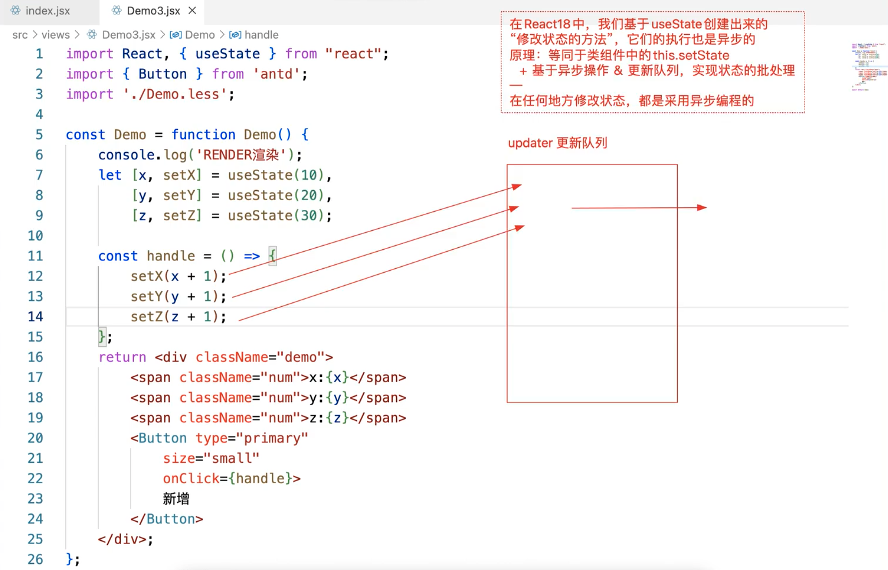 index.jsx
Demo3.jsx ×
src > views > Demo3.jsx > Demo > handle
1 import React, { useState } from "react";
2 import { Button } from 'antd';
3 import './Demo.less';
4
5 const Demo = function Demo() {
6 console.log('RENDER渲染');
7 let [x, setX] = useState(10),
8 [y, setY] = useState(20),
9 [z, setZ] = useState(30);
10
11 const handle = () => {
12 setX(x + 1);
13 setY(y + 1);
14 setZ(z + 1);
15 };
16 return <div className="demo">
17 <span className="num">x:{x}</span>
18 <span className="num">y:{y}</span>
19 <span className="num">z:{z}</span>
20 <Button type="primary"
21 size="small"
22 onClick={handle}>
23 新增
24 </Button>
25 </div>;
26 };
在React18中，我们基于useState创建出来的
“修改状态的方法”，它们的执行也是异步的
原理：等同于类组件中的this.setState
+ 基于异步操作 & 更新队列，实现状态的批处理
—
在任何地方修改状态，都是采用异步编程的
updater 更新队列